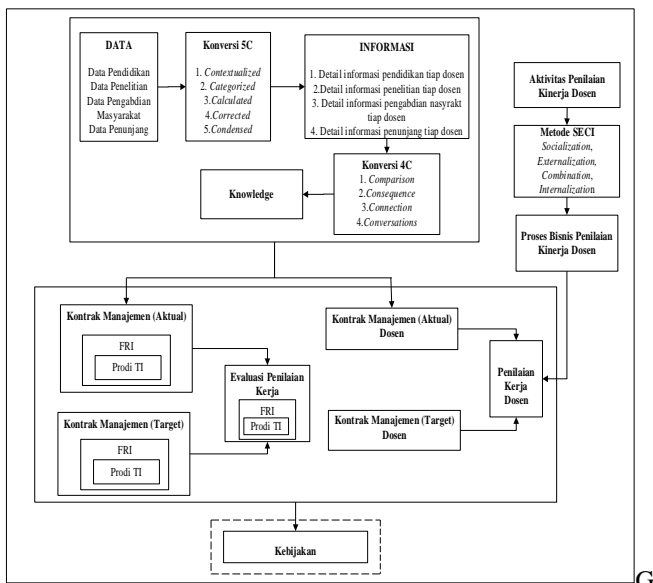 DATA
Data Pendidikan
Data Penelitian
Data Pengabdian
Masyarakat
Data Penunjang
Konversi 5C
1. Contextualized
2. Categorized
3.Calculated
4.Corrected
5.Condensed
INFORMASI
1. Detail informasi pendidikan tiap dosen
2.Detail informasi penelitian tiap dosen
3. Detail informasi pengabdian nasyrakt
tiap dosen
4. Detail informasi penunjang tiap dosen
Konversi 4C
1. Comparison
2.Consequence
3.Connection
4.Conversations
Knowledge
Aktivitas Penilaian
Kinerja Dosen
Metode SECI
Socialization,
Externalization,
Combination,
Internalization
Proses Bisnis Penilaian
Kinerja Dosen
Kontrak Manajemen (Aktual)
FRI
Prodi TI
Kontrak Manajemen (Target)
FRI
Prodi TI
Evaluasi Penilaian
Kerja
FRI
Prodi TI
Kontrak Manajemen (Aktual)
Dosen
Kontrak Manajemen (Target)
Dosen
Penilaian
Kerja
Dosen
Kebijakan
G